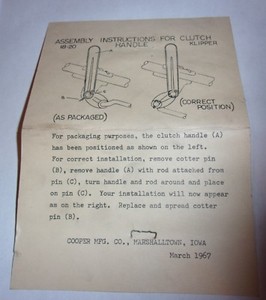 ASSEMBLY INSTRUCTIONS FOR CLUTCH
18-20 HANDLE KLIPPER
(AS PACKAGED)
(CORRECT
POSITION)
For packaging purposes, the clutch handle (A)
has been positioned as shown on the left.
For correct installation, remove cotter pin
(B), remove handle (A) with rod attached from
pin (C), turn handle and rod around and place
on pin (C). Your installation will now appear
as on the right. Replace and spread cotter
pin (B).
COOPER MFG. CO., MARSHALLTOWN, IOWA
March 1967